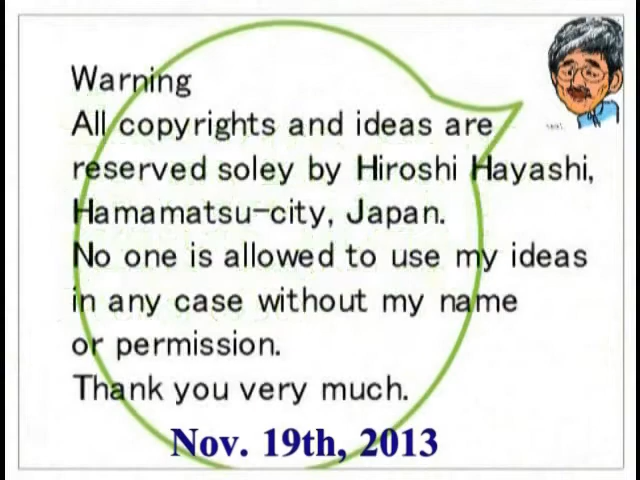 Warning
All copyrights and ideas are
reserved soley by Hiroshi Hayashi,
Hamamatsu-city, Japan.
No one is allowed to use my ideas
in any case without my name
or permission.
Thank you very much.
Nov. 19th, 2013